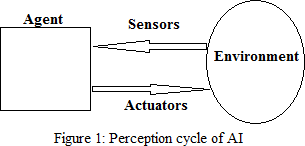 Agent
Sensors
Environment
Actuators
Figure 1: Perception cycle of AI